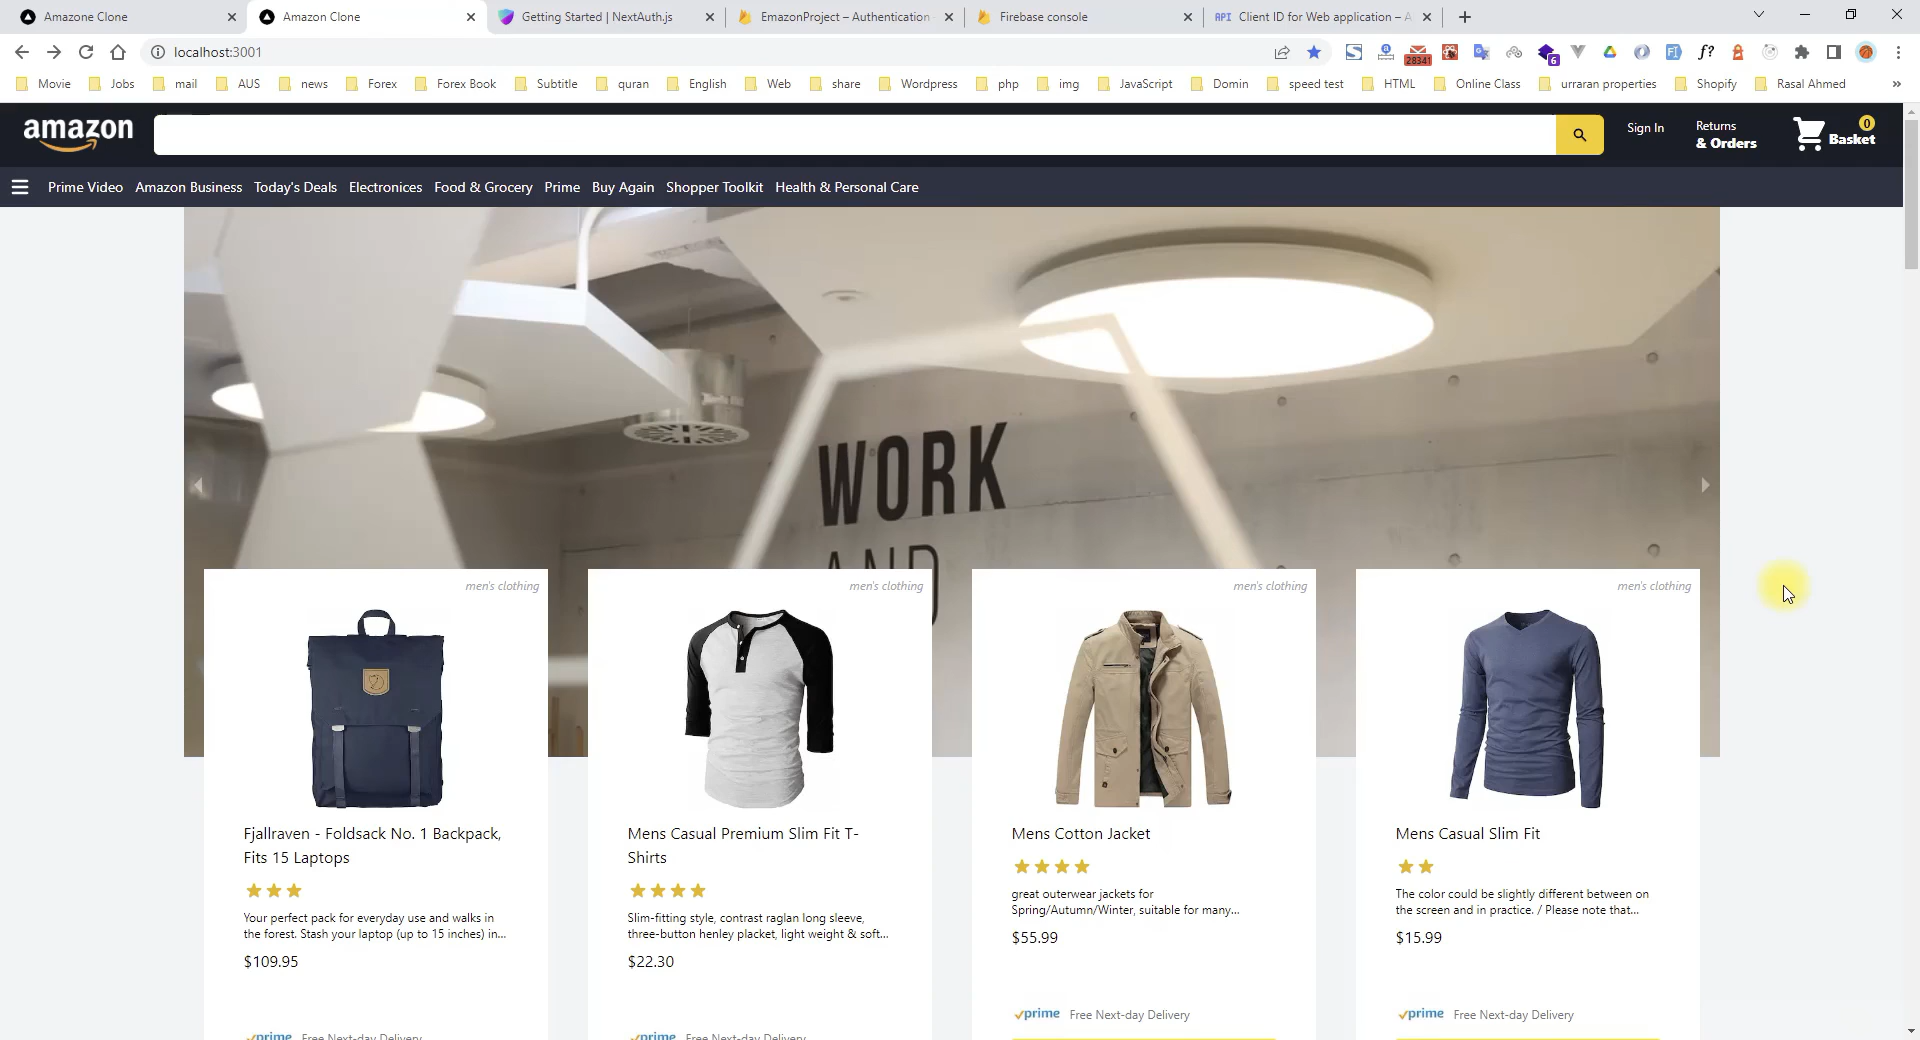 Amazone Clone
Amazon Clone
Getting Started | NextAuth.js
EmazonProject – Authentication
Firebase console
API Client ID for Web application – A
localhost:3001
28341
6
f?
Movie
Jobs
mail
AUS
news
Forex
Forex Book
Subtitle
quran
English
Web
share
Wordpress
php
img
JavaScript
Domin
speed test
HTML
Online Class
urraran properties
Shopify
Rasal Ahmed
»
amazon
Sign In
Returns
& Orders
0
Basket
Prime Video
Amazon Business
Today's Deals
Electronices
Food & Grocery
Prime
Buy Again
Shopper Toolkit
Health & Personal Care
WORK
AND
men's clothing
men's clothing
men's clothing
men's clothing
Fjallraven - Foldsack No. 1 Backpack,
Fits 15 Laptops
Your perfect pack for everyday use and walks in
the forest. Stash your laptop (up to 15 inches) in...
$109.95
prime Free Next-day Delivery
Mens Casual Premium Slim Fit T-
Shirts
Slim-fitting style, contrast raglan long sleeve,
three-button henley placket, light weight & soft...
$22.30
prime Free Next-day Delivery
Mens Cotton Jacket
great outerwear jackets for
Spring/Autumn/Winter, suitable for many...
$55.99
prime Free Next-day Delivery
Mens Casual Slim Fit
The color could be slightly different between on
the screen and in practice. / Please note that...
$15.99
prime Free Next-day Delivery